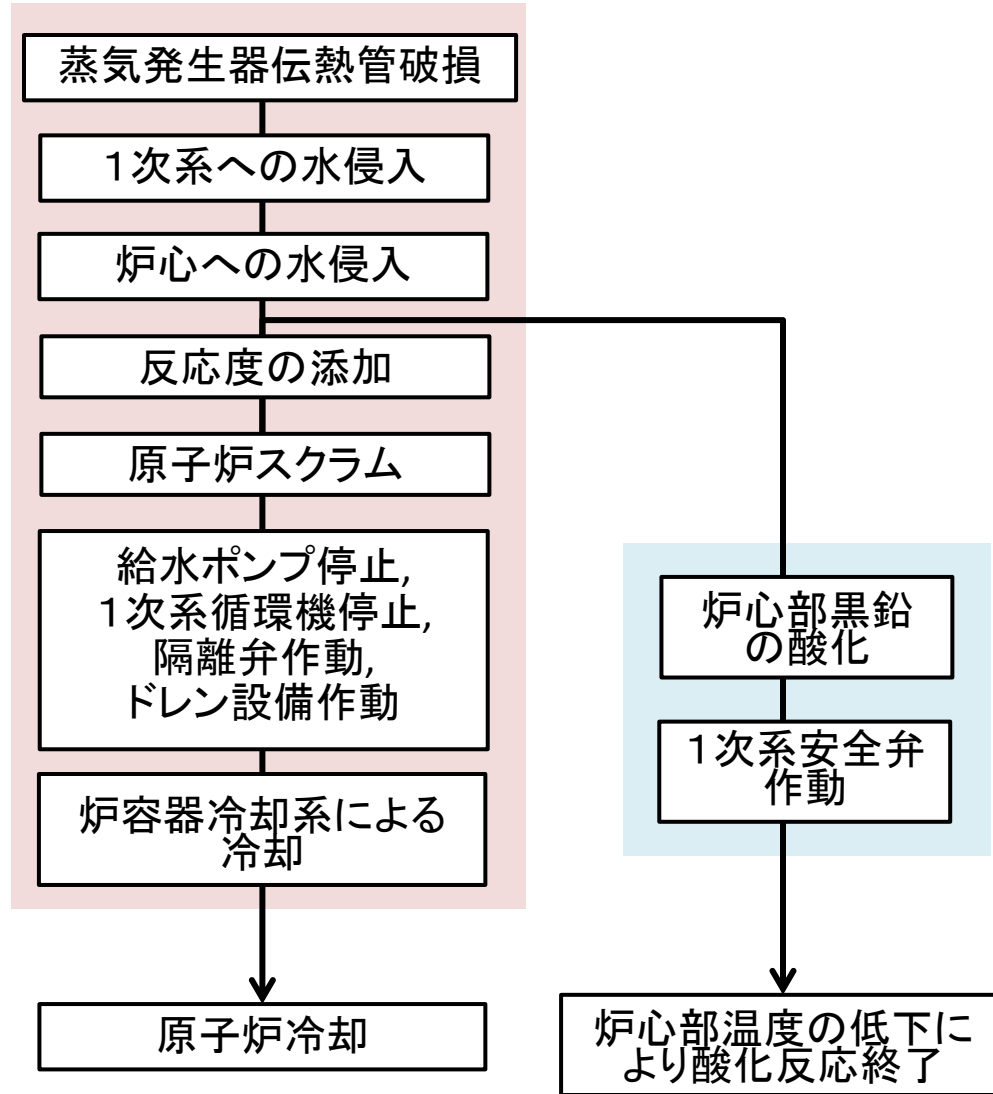 蒸気発生器伝熱管破損
１次系への水侵入
炉心への水侵入
反応度の添加
原子炉スクラム
給水ポンプ停止,
１次系循環機停止,
隔離弁作動,
ドレン設備作動
炉容器冷却系による
冷却
原子炉冷却
炉心部黒鉛
の酸化
１次系安全弁
作動
炉心部温度の低下に
より酸化反応終了